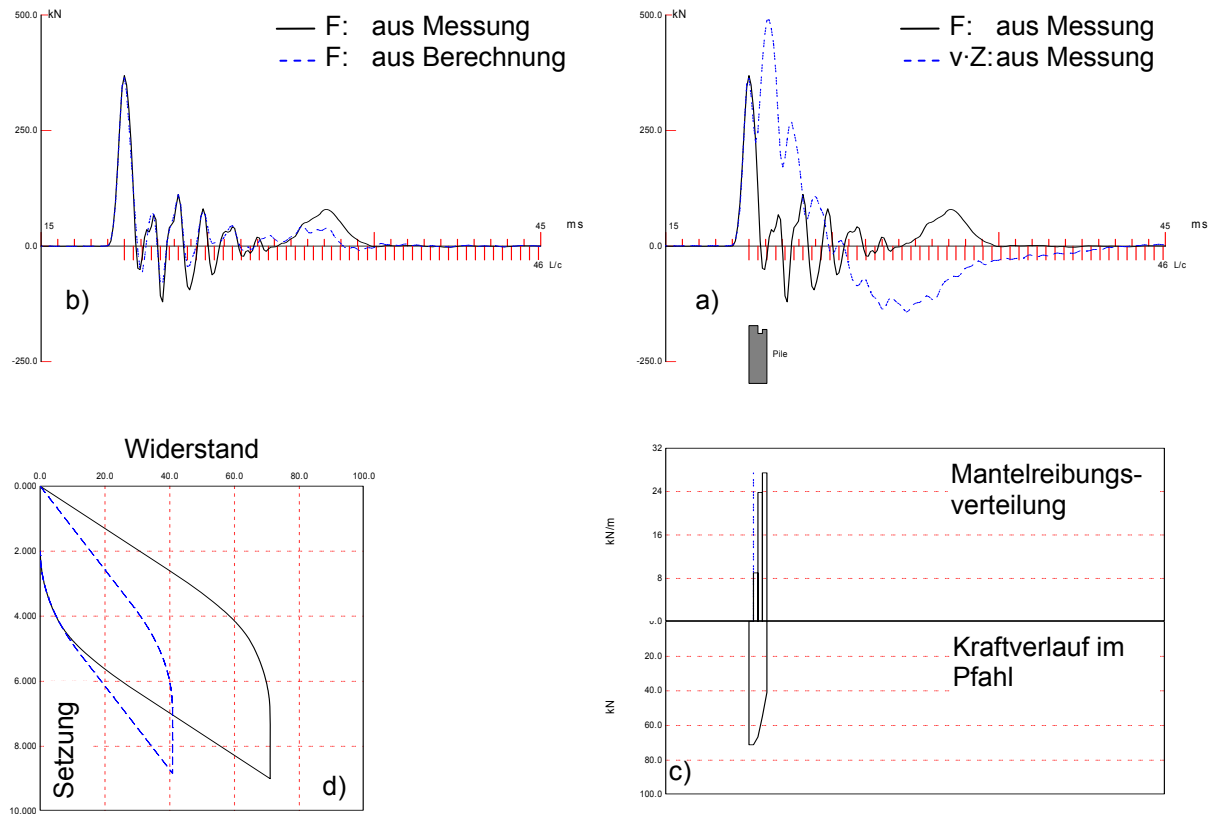 500.0
kN
F: aus Messung
F: aus Berechnung
250.0
15
45
ms
0.0
46
L/c
b)
-250.0
500.0
kN
F: aus Messung
v·Z: aus Messung
250.0
15
45
ms
0.0
46
L/c
a)
-250.0
Pile
Widerstand
0.0 20.0 40.0 60.0 80.0 100.0
0.000
2.000
4.000
6.000
8.000
10.000
Setzung
d)
32
24
16
8
0.0
kN/m
Mantelreibungs-
verteilung
20.0
40.0
60.0
80.0
100.0
kN
Kraftverlauf im
Pfahl
c)